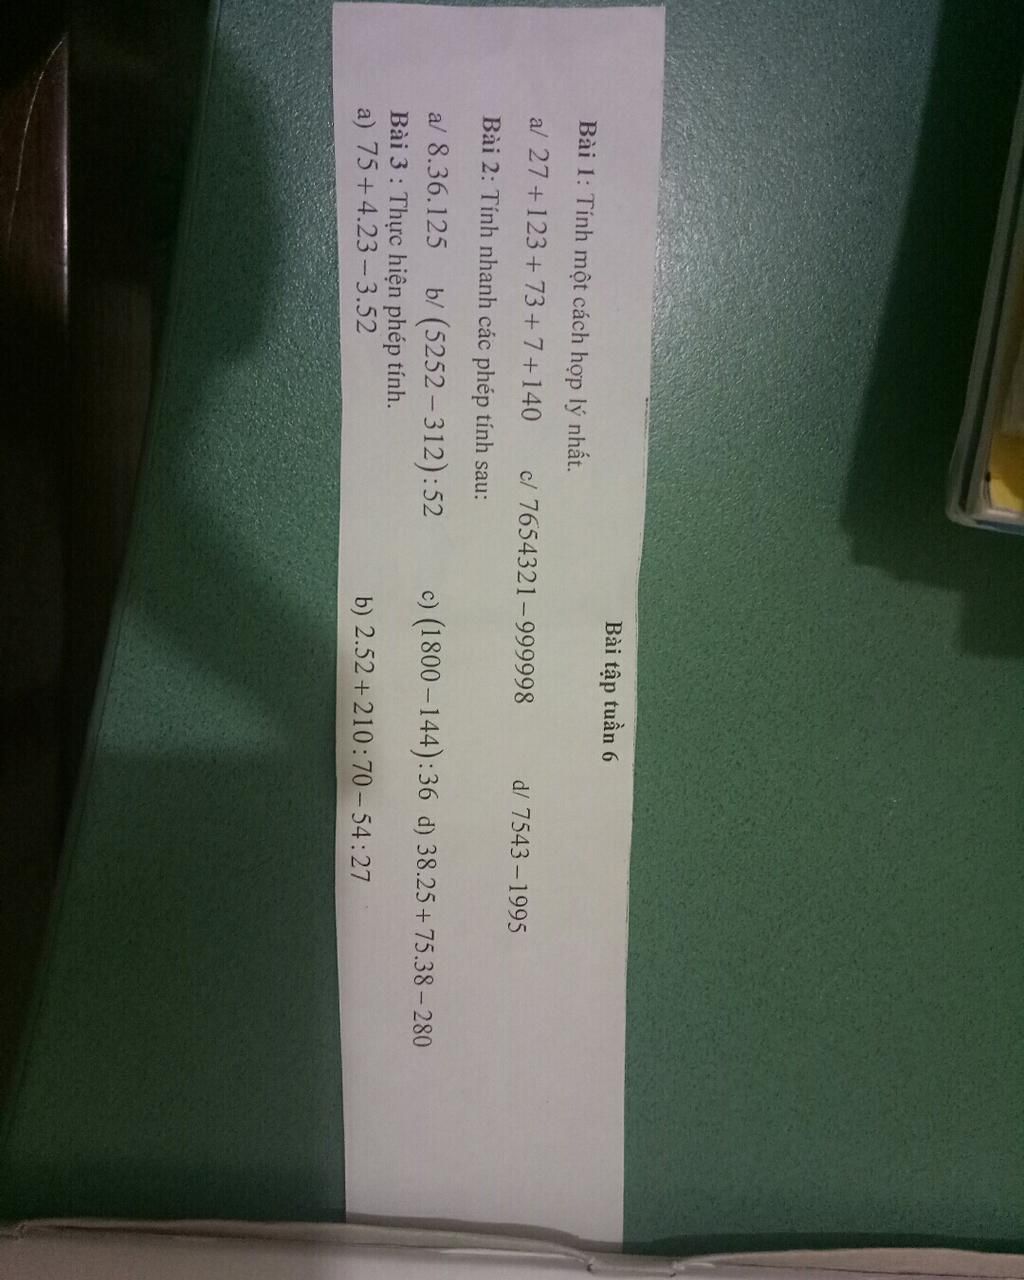 Bài tập tuần 6
Bài 1: Tính một cách hợp lý nhất.
a/ 27+123+73+7+140 c/ 7654321−999998 d/ 7543−1995
Bài 2: Tính nhanh các phép tính sau:
a/ 8.36.125 b/ (5252−312):52 c) (1800−144):36 d) 38.25+75.38−280
Bài 3 : Thực hiện phép tính.
a) 75+4.23−3.52 b) 2.52+210:70−54:27